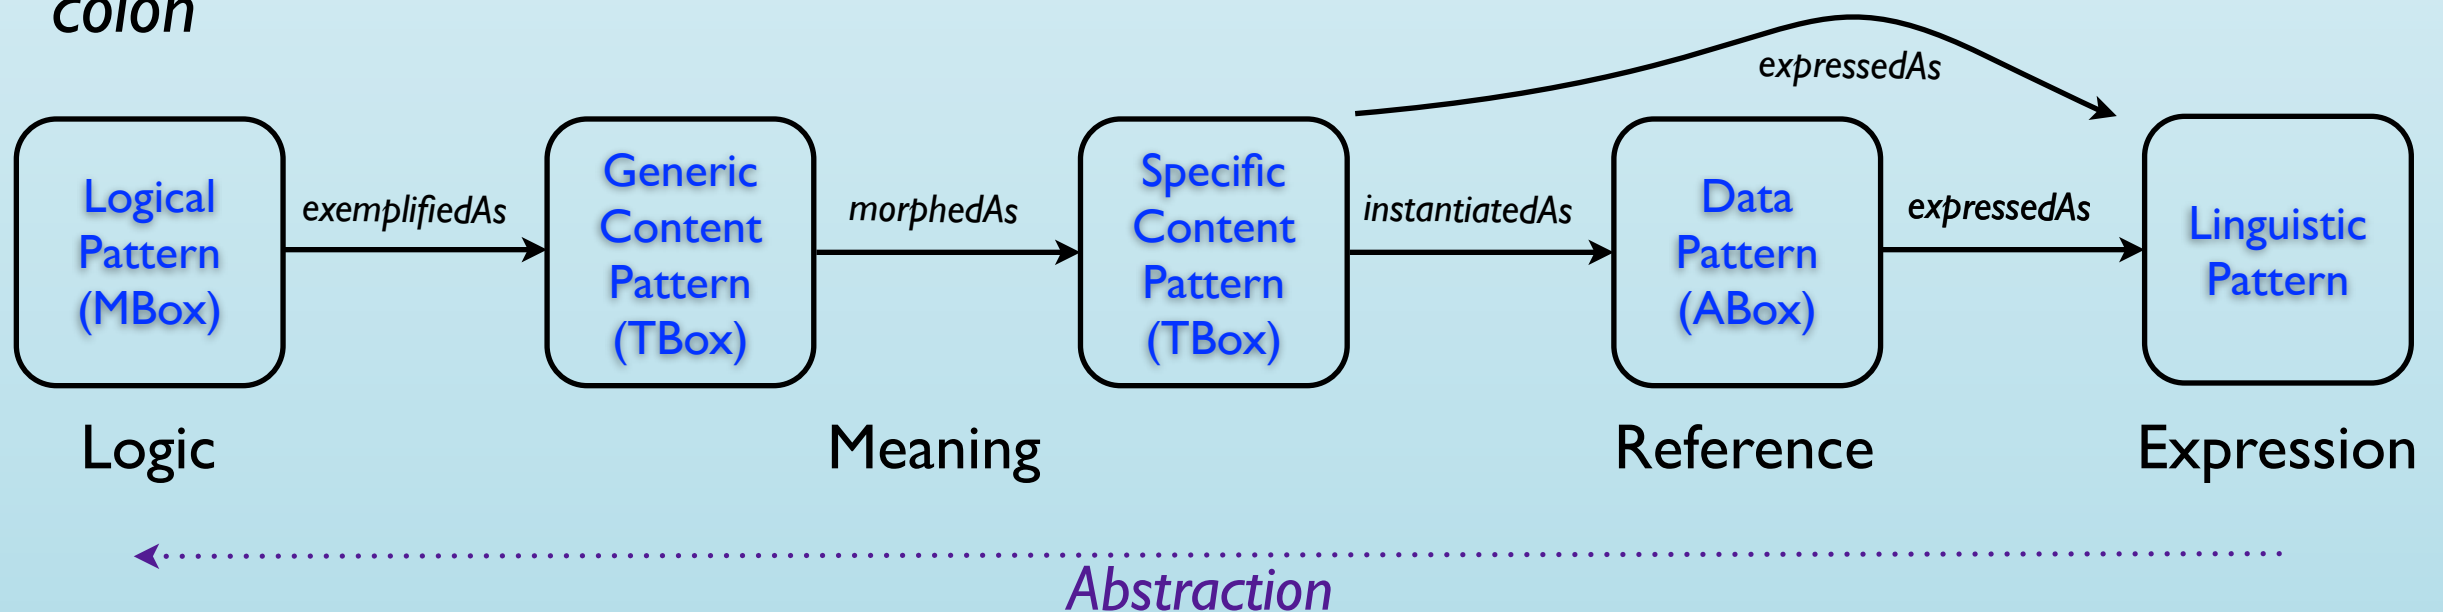 colon
expressedAs
Logical
Pattern
(MBox)
exemplifiedAs
Generic
Content
Pattern
(TBox)
morphedAs
Specific
Content
Pattern
(TBox)
instantiatedAs
Data
Pattern
(ABox)
expressedAs
Linguistic
Pattern
Logic
Meaning
Reference
Expression
Abstraction